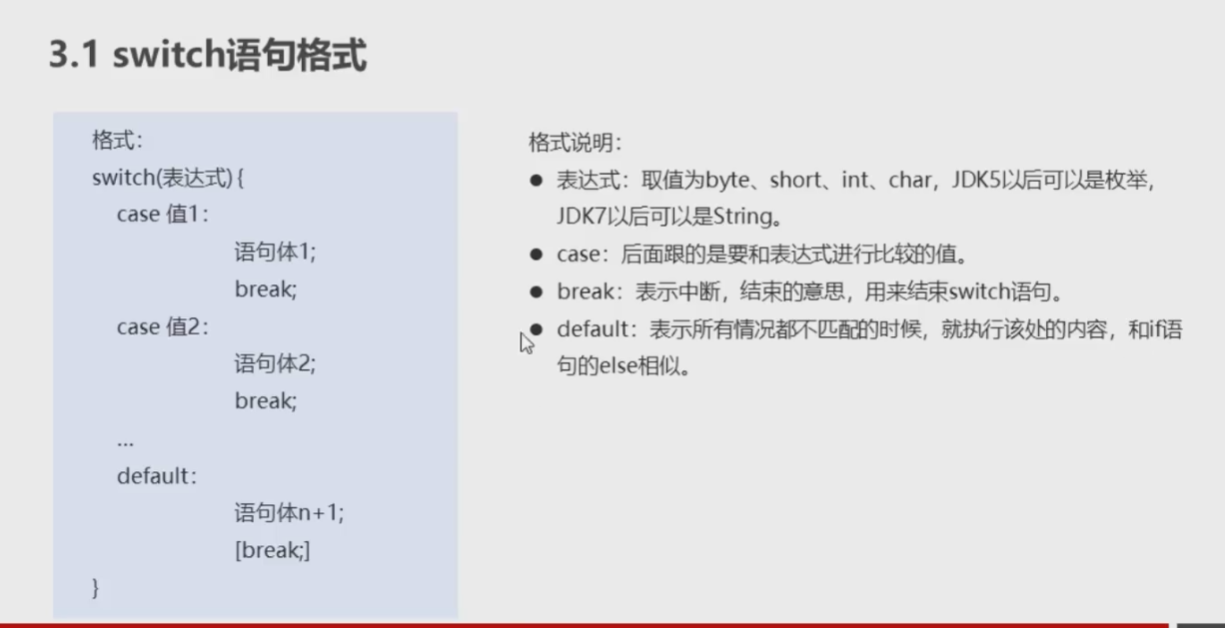 3.1 switch语句格式
格式：
switch(表达式) {
case 值1：
语句体1;
break;
case 值2：
语句体2;
break;
...
default：
语句体n+1;
[break;]
}
格式说明：
● 表达式：取值为byte、short、int、char，JDK5以后可以是枚举，
JDK7以后可以是String。
● case：后面跟的是要和表达式进行比较的值。
● break：表示中断，结束的意思，用来结束switch语句。
● default：表示所有情况都不匹配的时候，就执行该处的内容，和if语
句的else相似。